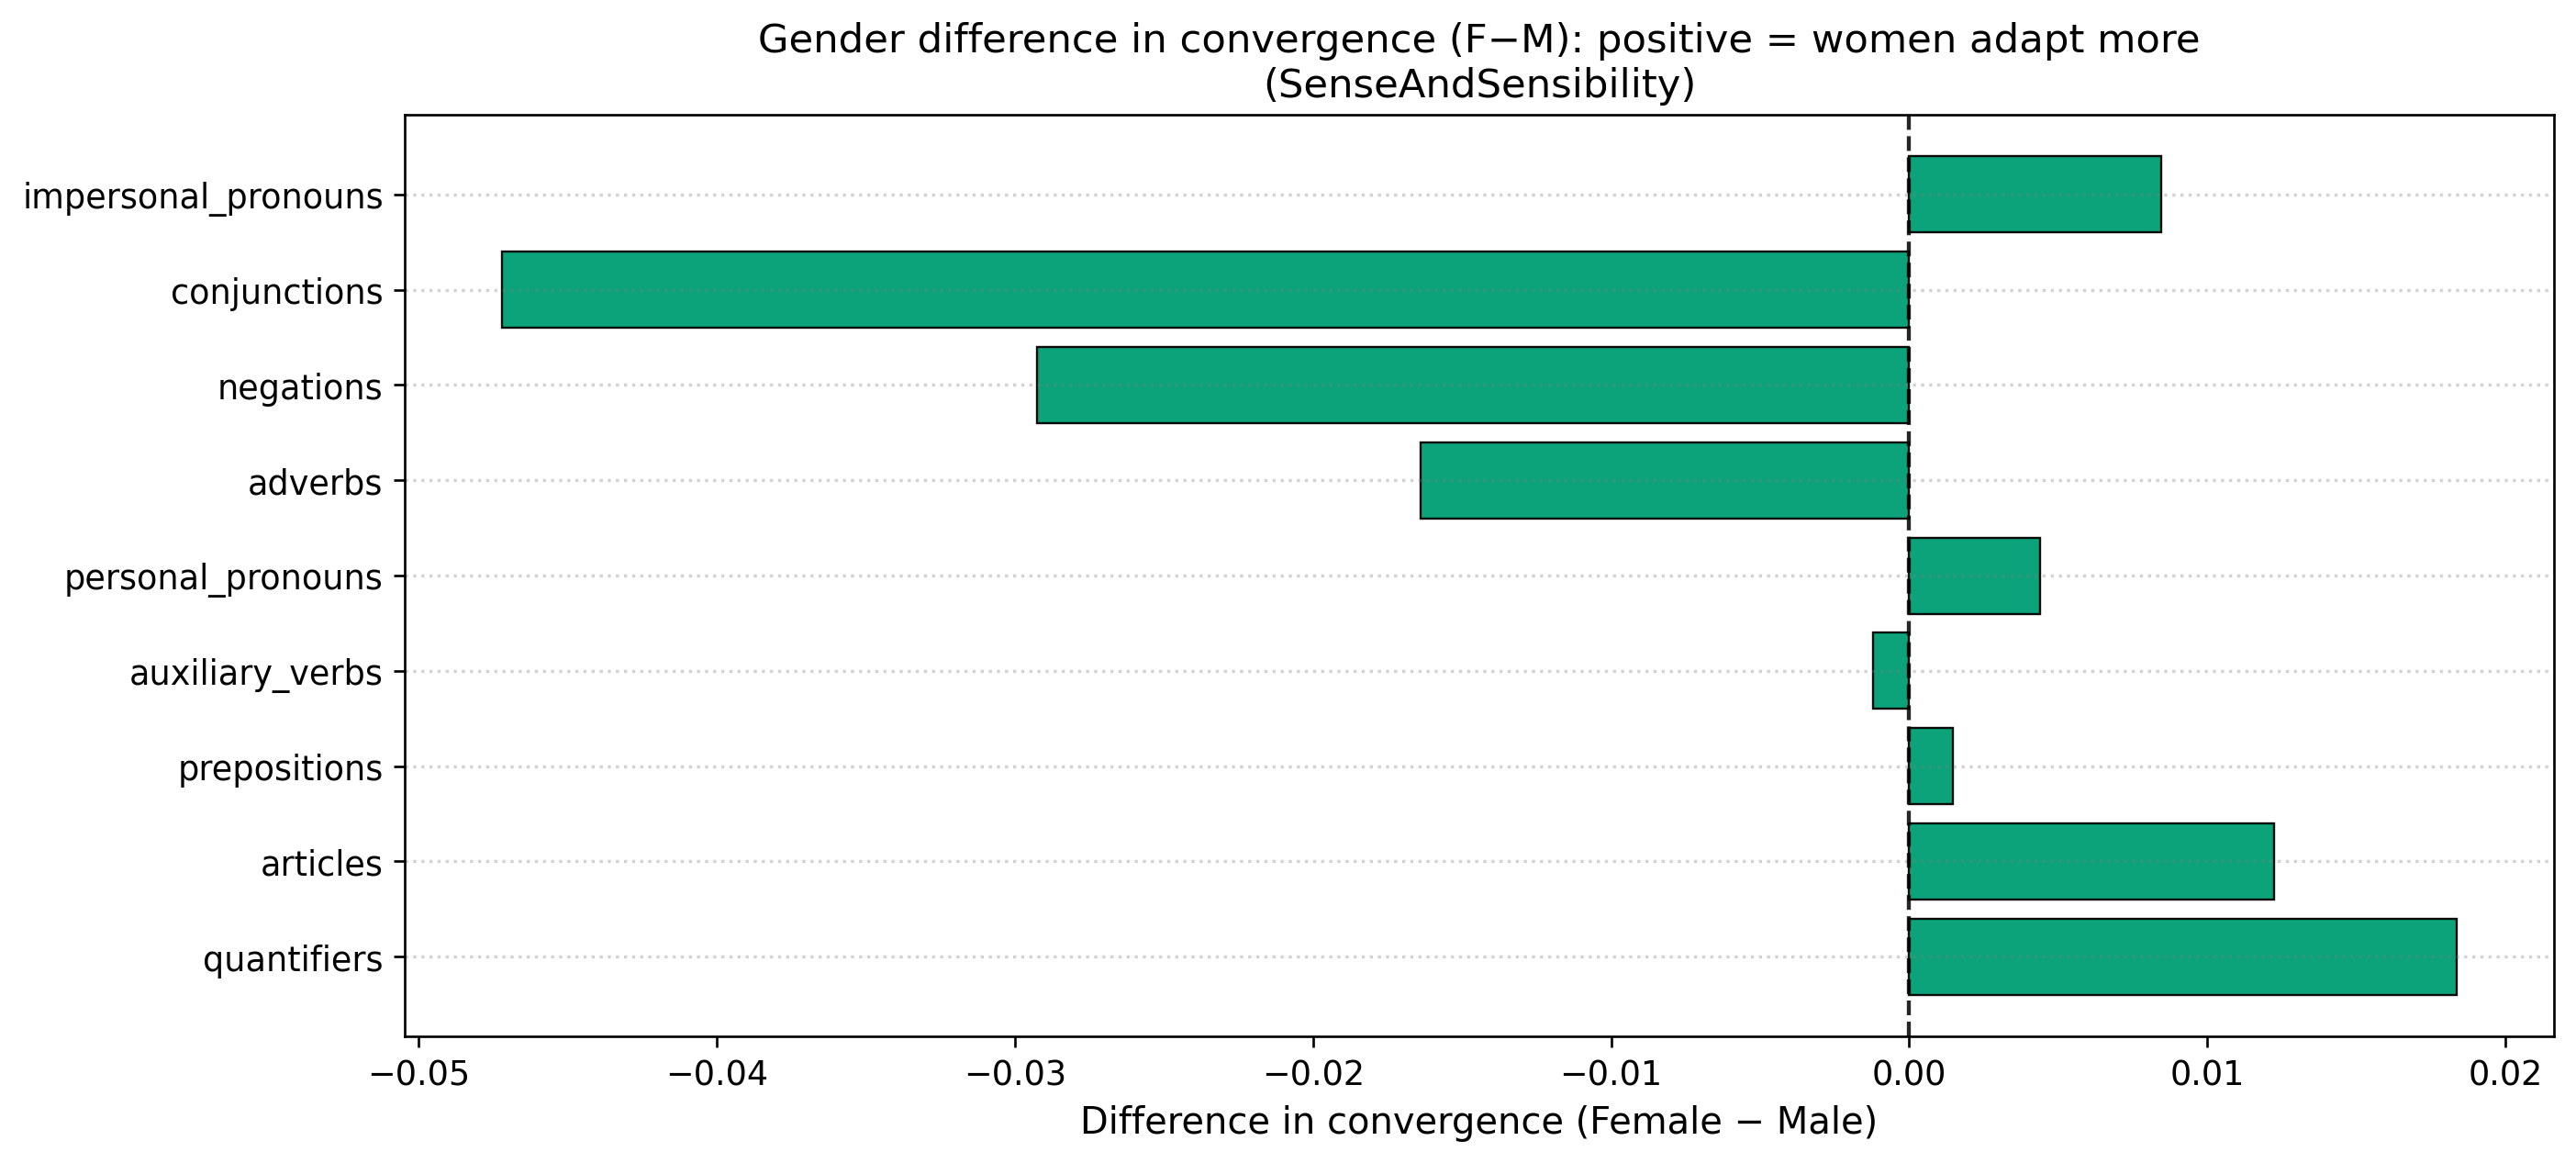 Gender difference in convergence (F−M): positive = women adapt more
(SenseAndSensibility)
impersonal_pronouns
conjunctions
negations
adverbs
personal_pronouns
auxiliary_verbs
prepositions
articles
quantifiers
−0.05 −0.04 −0.03 −0.02 −0.01 0.00 0.01 0.02
Difference in convergence (Female − Male)